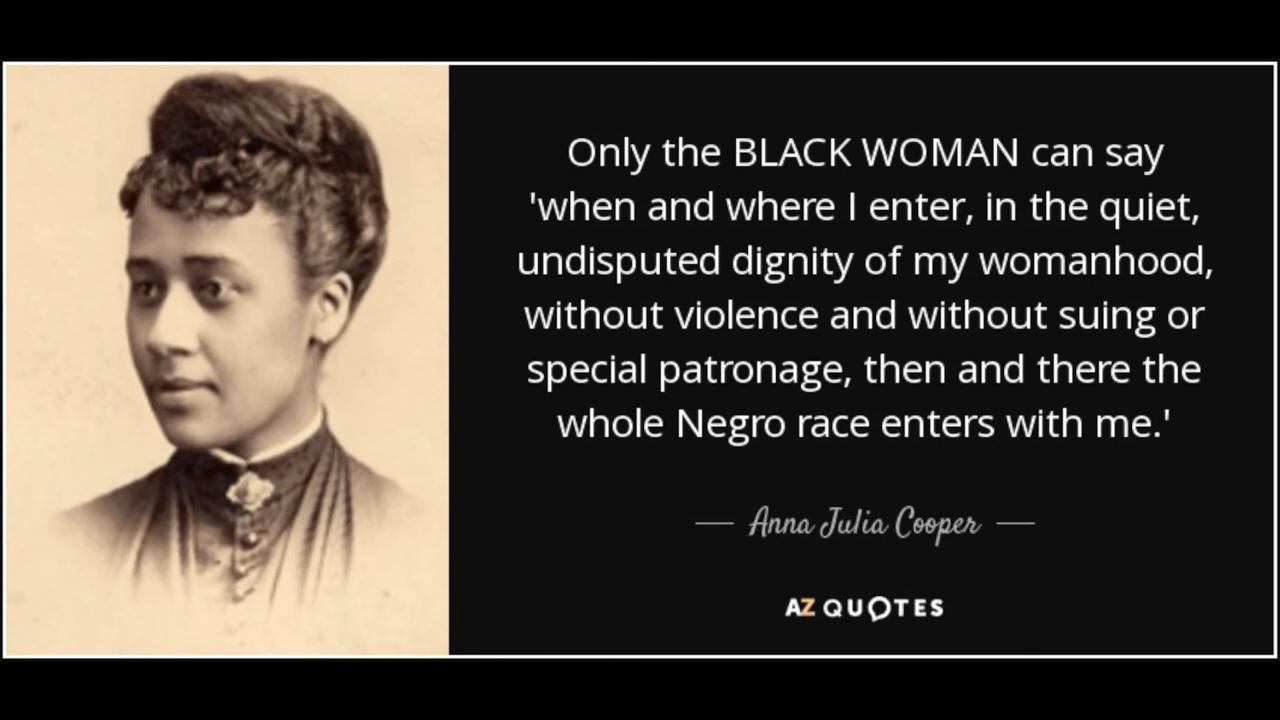 Only the BLACK WOMAN can say
'when and where I enter, in the quiet,
undisputed dignity of my womanhood,
without violence and without suing or
special patronage, then and there the
whole Negro race enters with me.'
Anna Julia Cooper
AZ QUOTES